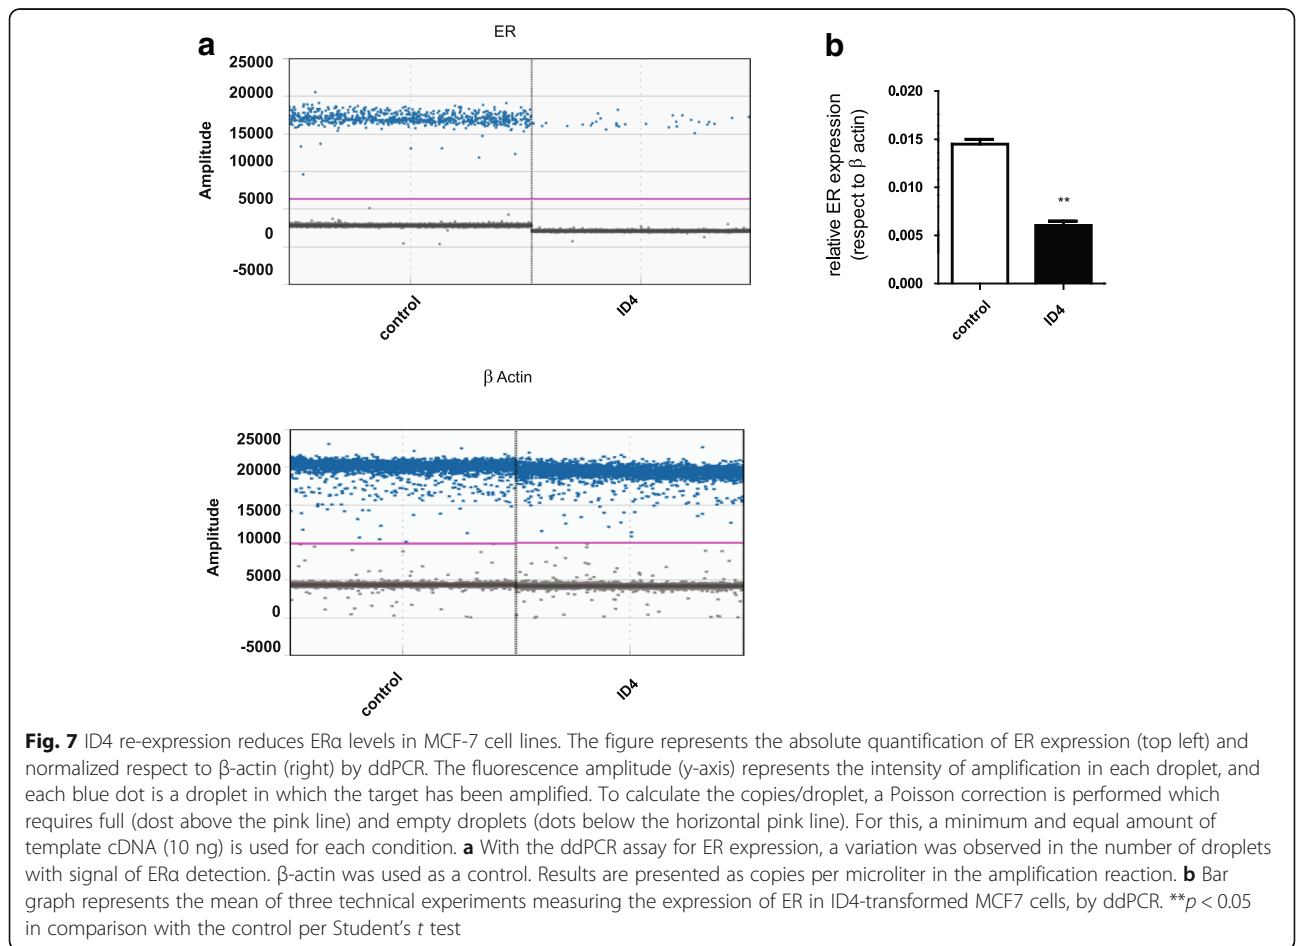 a
ER
25000
20000
15000
10000
5000
0
-5000
Amplitude
control
ID4
b
0.020
0.015
0.010
0.005
0.000
relative ER expression
(respect to β actin)
**
control
ID4
β Actin
25000
20000
15000
10000
5000
0
-5000
Amplitude
control
ID4
Fig. 7 ID4 re-expression reduces ERα levels in MCF-7 cell lines. The figure represents the absolute quantification of ER expression (top left) and
normalized respect to β-actin (right) by ddPCR. The fluorescence amplitude (y-axis) represents the intensity of amplification in each droplet, and
each blue dot is a droplet in which the target has been amplified. To calculate the copies/droplet, a Poisson correction is performed which
requires full (dost above the pink line) and empty droplets (dots below the horizontal pink line). For this, a minimum and equal amount of
template cDNA (10 ng) is used for each condition. a With the ddPCR assay for ER expression, a variation was observed in the number of droplets
with signal of ERα detection. β-actin was used as a control. Results are presented as copies per microliter in the amplification reaction. b Bar
graph represents the mean of three technical experiments measuring the expression of ER in ID4-transformed MCF7 cells, by ddPCR. **p < 0.05
in comparison with the control per Student's t test